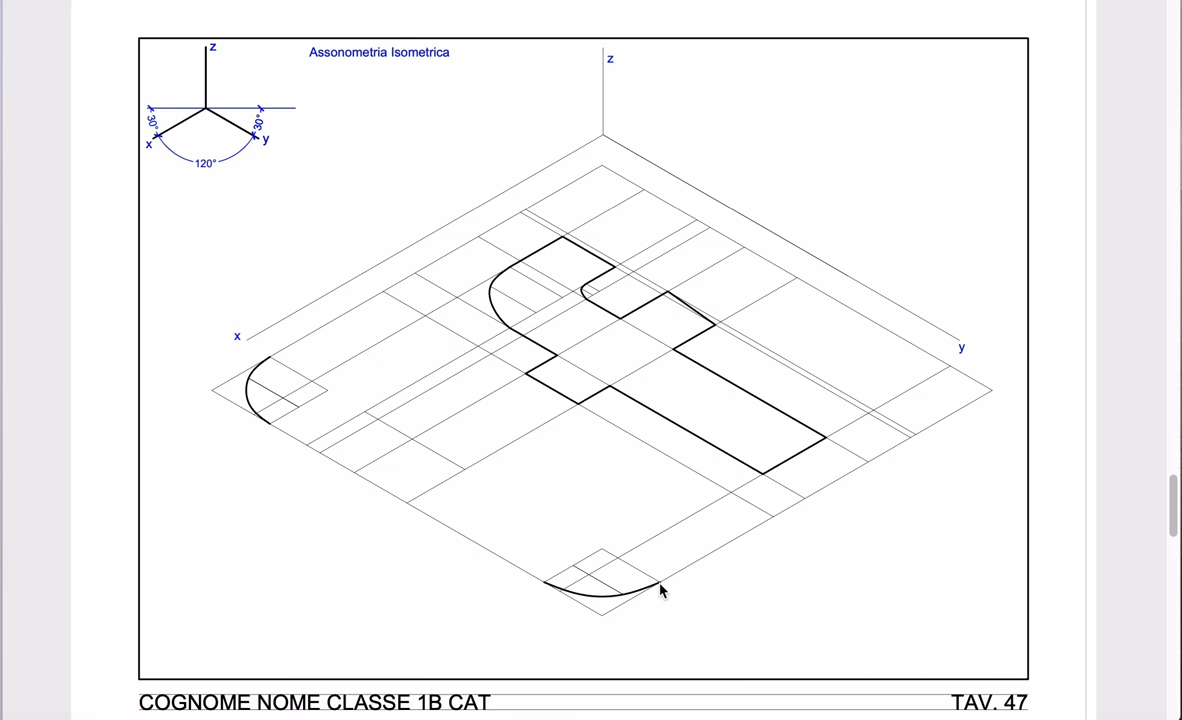 z
Assonometria Isometrica
z
30°
30°
x
y
120°
x
y
COGNOME NOME CLASSE 1B CAT
TAV. 47